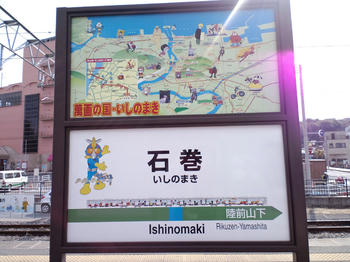 萬画の国・いしのまき
石巻
いしのまき
陸前山下
Ishinomaki
Rikuzen-Yamashita